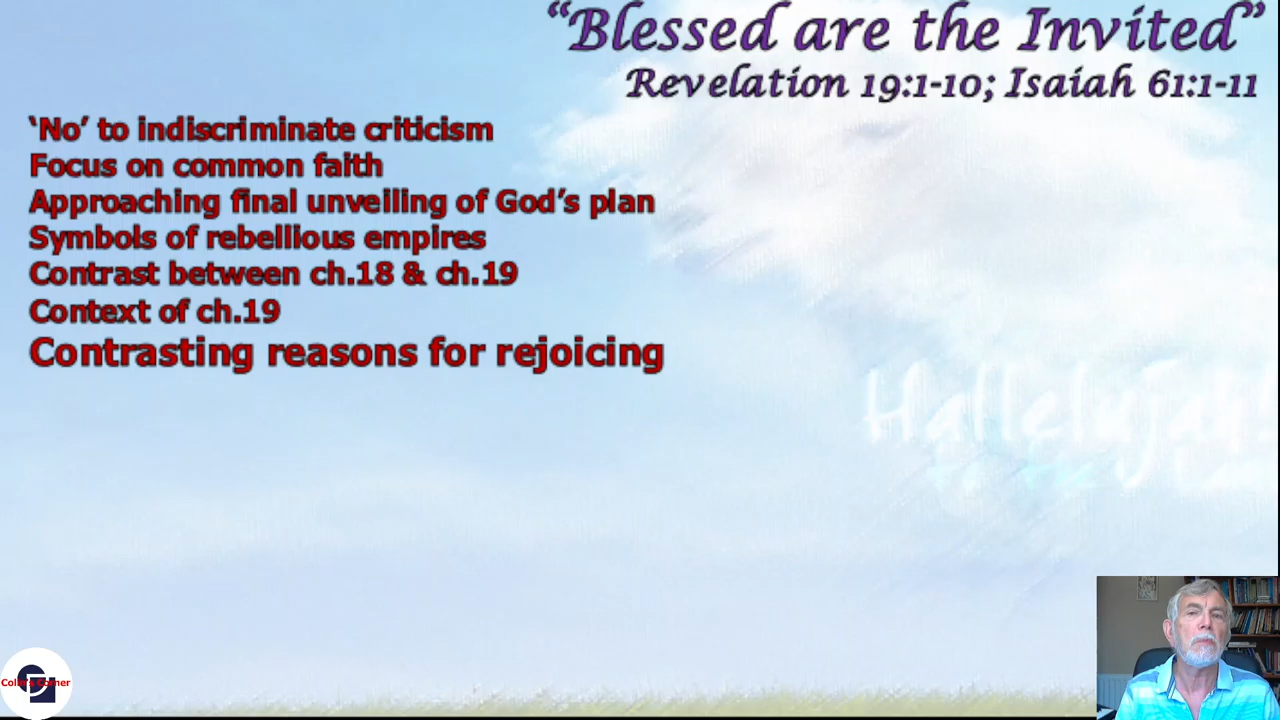 “Blessed are the Invited”
Revelation 19:1-10; Isaiah 61:1-11
‘No’ to indiscriminate criticism
Focus on common faith
Approaching final unveiling of God’s plan
Symbols of rebellious empires
Contrast between ch.18 & ch.19
Context of ch.19
Contrasting reasons for rejoicing
Hallelujah!
Corner